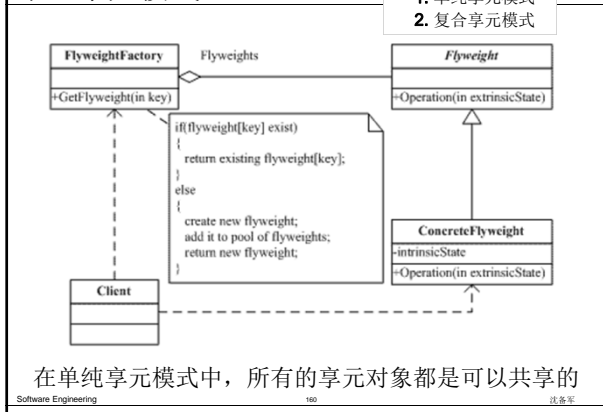 2. 复合享元模式
FlyweightFactory
Flyweights
Flyweight
+GetFlyweight(in key)
+Operation(in extrinsicState)
if(flyweight[key] exist)
{
return existing flyweight[key];
}
else
{
create new flyweight;
add it to pool of flyweights;
return new flyweight;
}
ConcreteFlyweight
-intrinsicState
+Operation(in extrinsicState)
Client
在单纯享元模式中，所有的享元对象都是可以共享的
Software Engineering
160
沈备军